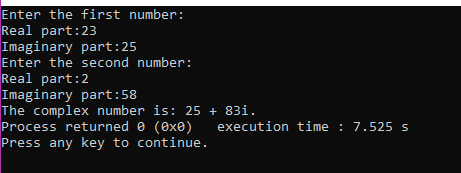 Enter the first number:
Real part:23
Imaginary part:25
Enter the second number:
Real part:2
Imaginary part:58
The complex number is: 25 + 83i.
Process returned 0 (0x0)   execution time : 7.525 s
Press any key to continue.